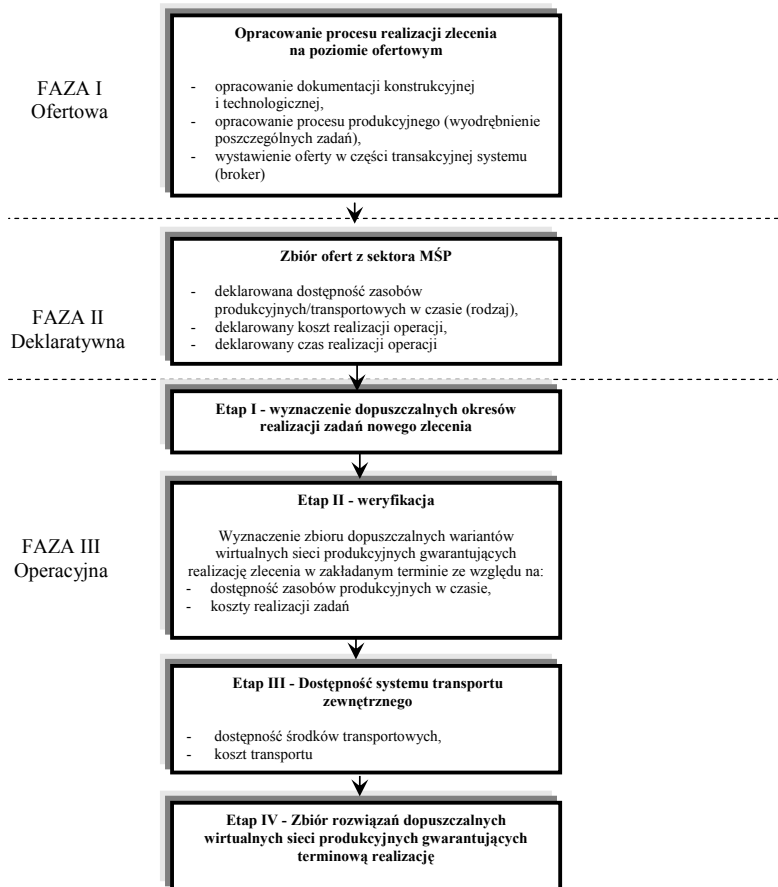 Opracowanie procesu realizacji zlecenia
na poziomie ofertowym
FAZA I
Ofertowa
- opracowanie dokumentacji konstrukcyjnej
i technologicznej,
- opracowanie procesu produkcyjnego (wyodrębnienie
poszczególnych zadań),
- wystawienie oferty w części transakcyjnej systemu
(broker)
Zbiór ofert z sektora MŚP
FAZA II
Deklaratywna
- deklarowana dostępność zasobów
produkcyjnych/transportowych w czasie (rodzaj),
- deklarowany koszt realizacji operacji,
- deklarowany czas realizacji operacji
Etap I - wyznaczenie dopuszczalnych okresów
realizacji zadań nowego zlecenia
FAZA III
Operacyjna
Etap II - weryfikacja
Wyznaczenie zbioru dopuszczalnych wariantów
wirtualnych sieci produkcyjnych gwarantujących
realizację zlecenia w zakładanym terminie ze względu na:
- dostępność zasobów produkcyjnych w czasie,
- koszty realizacji zadań
Etap III - Dostępność systemu transportu
zewnętrznego
- dostępność środków transportowych,
- koszt transportu
Etap IV - Zbiór rozwiązań dopuszczalnych
wirtualnych sieci produkcyjnych gwarantujących
terminową realizację